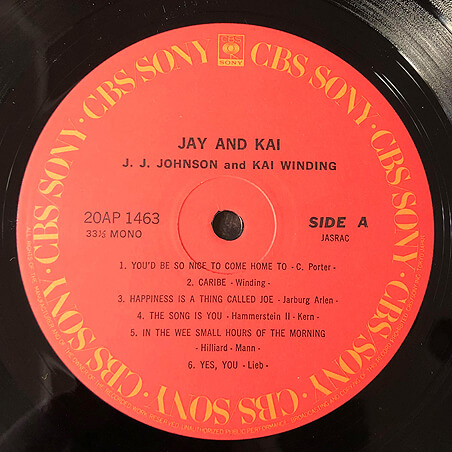 CBS SONY · CBS SONY · CBS SONY · CBS SONY · CBS SONY · CBS SONY · CBS SONY
CBS
SONY
JAY AND KAI
J. J. JOHNSON and KAI WINDING
20AP 1463
33⅓ MONO
SIDE A
JASRAC
1. YOU'D BE SO NICE TO COME HOME TO - C. Porter -
2. CARIBE - Winding -
3. HAPPINESS IS A THING CALLED JOE - Jarburg Arlen -
4. THE SONG IS YOU - Hammerstein II - Kern -
5. IN THE WEE SMALL HOURS OF THE MORNING
- Hilliard - Mann -
6. YES, YOU - Lieb -